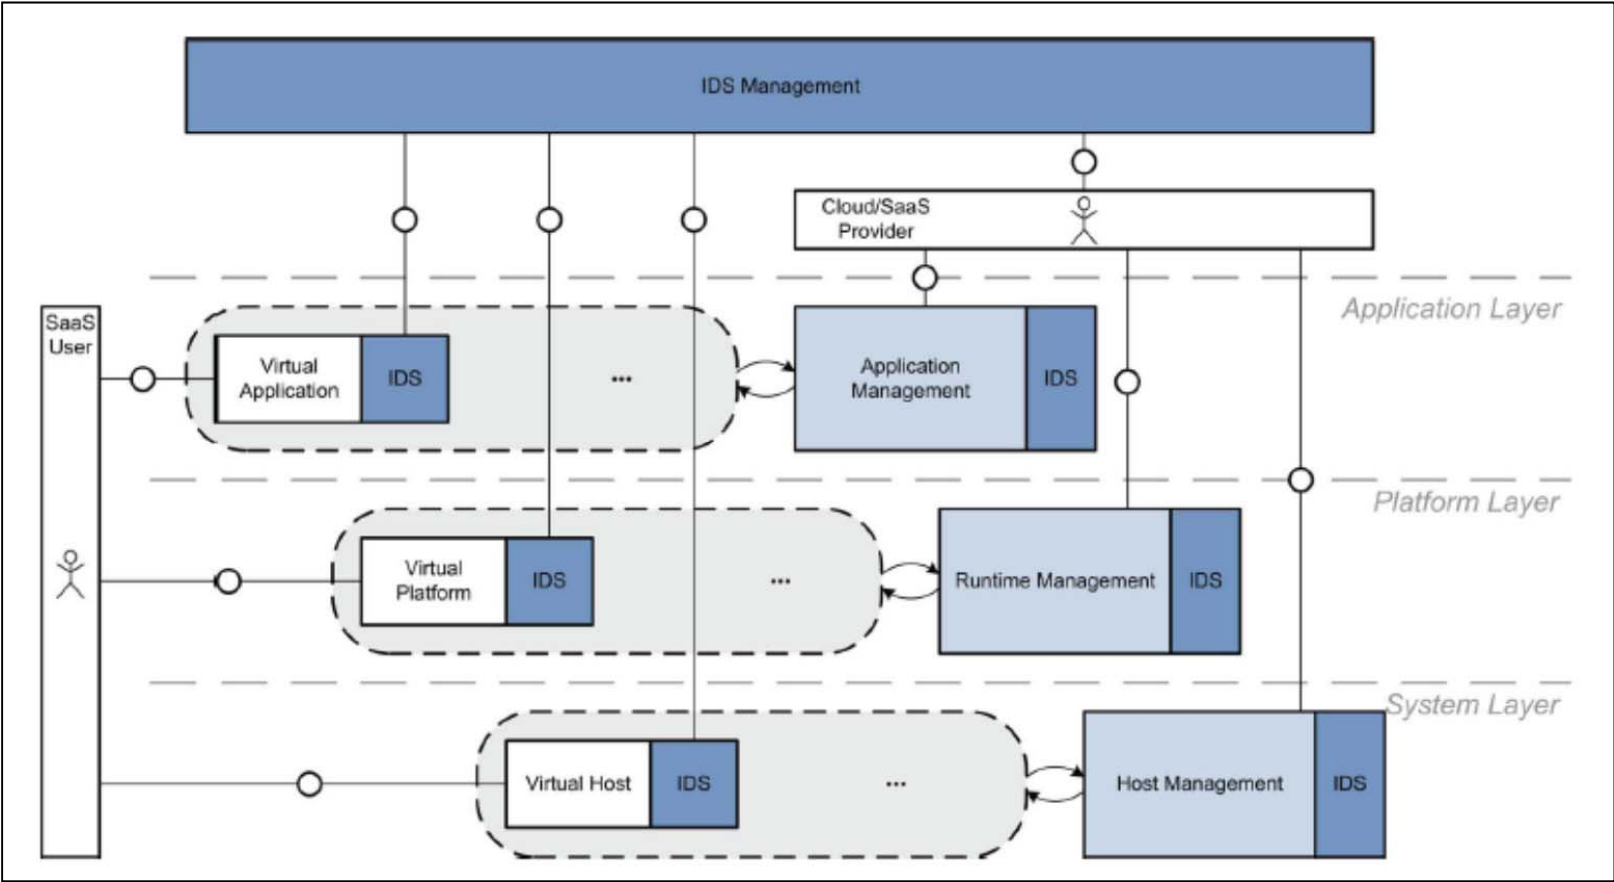 IDS Management
Cloud/SaaS
Provider
Application Layer
SaaS
User
Virtual
Application
IDS
...
Application
Management
IDS
Platform Layer
Virtual
Platform
IDS
...
Runtime Management
IDS
System Layer
Virtual Host
IDS
...
Host Management
IDS